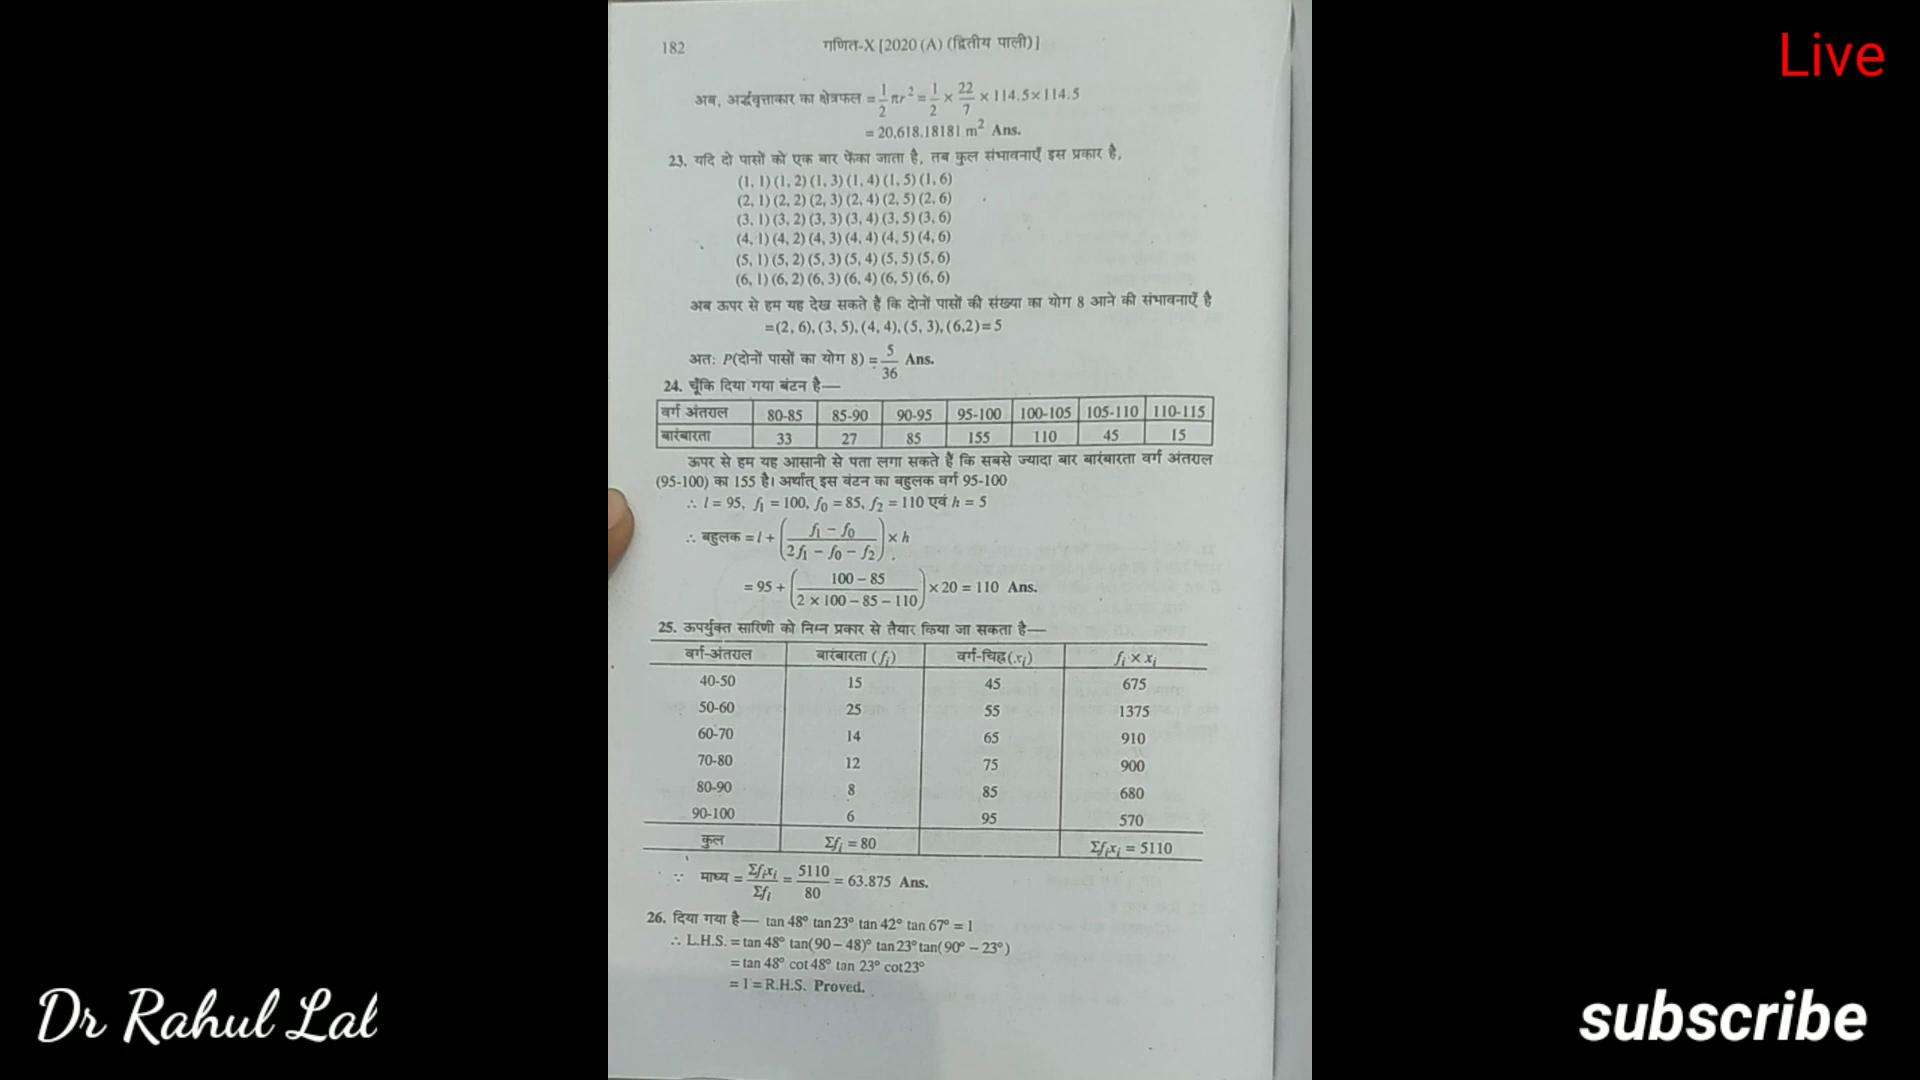 Live
182 गणित-X [2020 (A) (द्वितीय पाली)]
अब, अर्द्धवृत्ताकार का क्षेत्रफल = 1/2 πr² = 1/2 × 22/7 × 114.5×114.5
= 20,618.18181 m² Ans.
23. यदि दो पासों को एक बार फेंका जाता है, तब कुल संभावनाएँ इस प्रकार है,
(1, 1) (1, 2) (1, 3) (1, 4) (1, 5) (1, 6)
(2, 1) (2, 2) (2, 3) (2, 4) (2, 5) (2, 6)
(3, 1) (3, 2) (3, 3) (3, 4) (3, 5) (3, 6)
(4, 1) (4, 2) (4, 3) (4, 4) (4, 5) (4, 6)
(5, 1) (5, 2) (5, 3) (5, 4) (5, 5) (5, 6)
(6, 1) (6, 2) (6, 3) (6, 4) (6, 5) (6, 6)
अब ऊपर से हम यह देख सकते हैं कि दोनों पासों की संख्या का योग 8 आने की संभावनाएँ है
=(2, 6), (3, 5), (4, 4), (5, 3), (6,2)= 5
अत: P(दोनों पासों का योग 8) = 5/36 Ans.
24. चूँकि दिया गया बंटन है—
वर्ग अंतराल 80-85 85-90 90-95 95-100 100-105 105-110 110-115
बारंबारता 33 27 85 155 110 45 15
ऊपर से हम यह आसानी से पता लगा सकते हैं कि सबसे ज्यादा बार बारंबारता वर्ग अंतराल
(95-100) का 155 है। अर्थात् इस बंटन का बहुलक वर्ग 95-100
∴ l = 95, f₁ = 100, f₀ = 85, f₂ = 110 एवं h = 5
∴ बहुलक = l + ((f₁ − f₀)/(2f₁ − f₀ − f₂)) × h
= 95 + ((100 − 85)/(2 × 100 − 85 − 110)) × 20 = 110 Ans.
25. ऊपर्युक्त सारिणी को निम्न प्रकार से तैयार किया जा सकता है—
वर्ग-अंतराल बारंबारता (fᵢ) वर्ग-चिह्न (xᵢ) fᵢ × xᵢ
40-50 15 45 675
50-60 25 55 1375
60-70 14 65 910
70-80 12 75 900
80-90 8 85 680
90-100 6 95 570
कुल Σfᵢ = 80 Σfᵢxᵢ = 5110
∵ माध्य = Σfᵢxᵢ/Σfᵢ = 5110/80 = 63.875 Ans.
26. दिया गया है— tan 48° tan 23° tan 42° tan 67° = 1
∴ L.H.S. = tan 48° tan(90 − 48)° tan 23° tan(90° − 23°)
= tan 48° cot 48° tan 23° cot23°
= 1 = R.H.S. Proved.
Dr Rahul Lal
subscribe